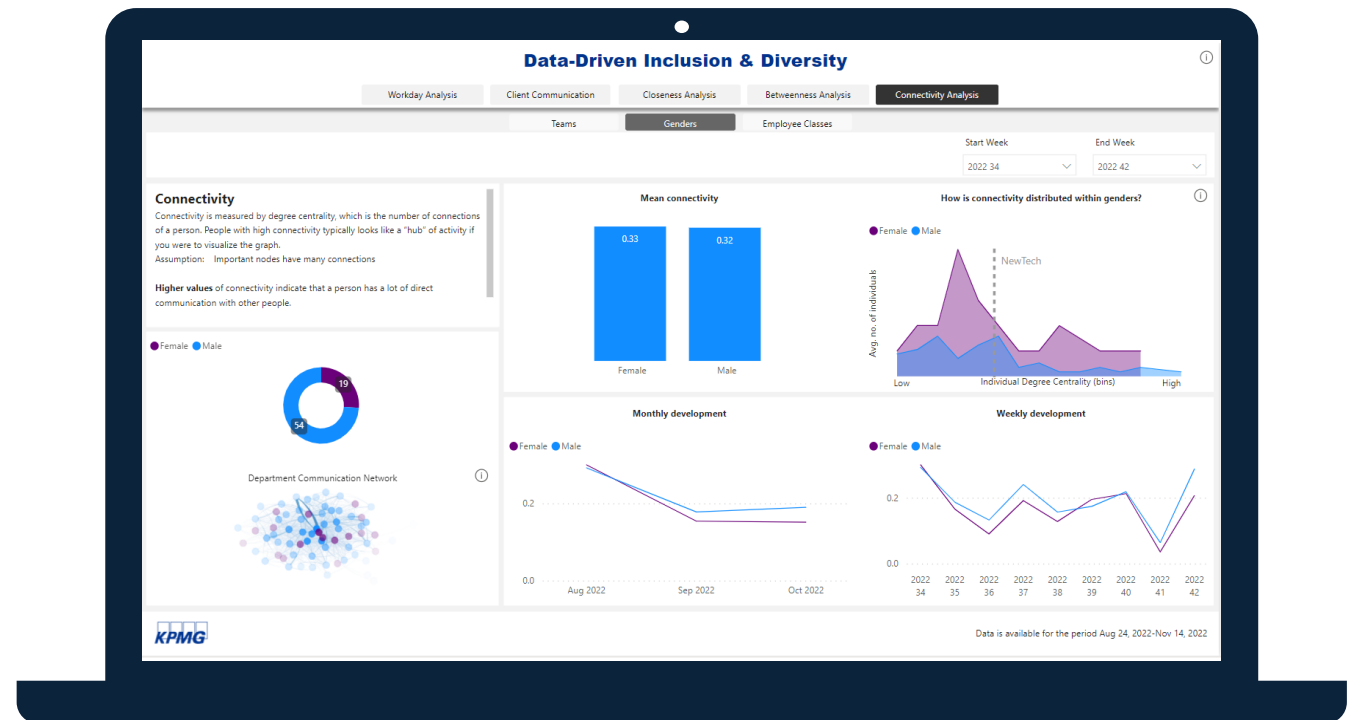 Data-Driven Inclusion & Diversity
Workday Analysis
Client Communication
Closeness Analysis
Betweenness Analysis
Connectivity Analysis
Teams
Genders
Employee Classes
Start Week
End Week
2022 34
2022 42
Connectivity
Connectivity is measured by degree centrality, which is the number of connections
of a person. People with high connectivity typically looks like a "hub" of activity if
you were to visualize the graph.
Assumption: Important nodes have many connections
Higher values of connectivity indicate that a person has a lot of direct
communication with other people.
Female Male
19
54
Department Communication Network
Mean connectivity
0.33
0.32
Female
Male
How is connectivity distributed within genders?
Female Male
NewTech
Avg. no. of individuals
Low
Individual Degree Centrality (bins)
High
Monthly development
Female Male
0.2
0.0
Aug 2022
Sep 2022
Oct 2022
Weekly development
Female Male
0.2
0.0
2022 2022 2022 2022 2022 2022 2022 2022 2022
34 35 36 37 38 39 40 41 42
KPMG
Data is available for the period Aug 24, 2022-Nov 14, 2022